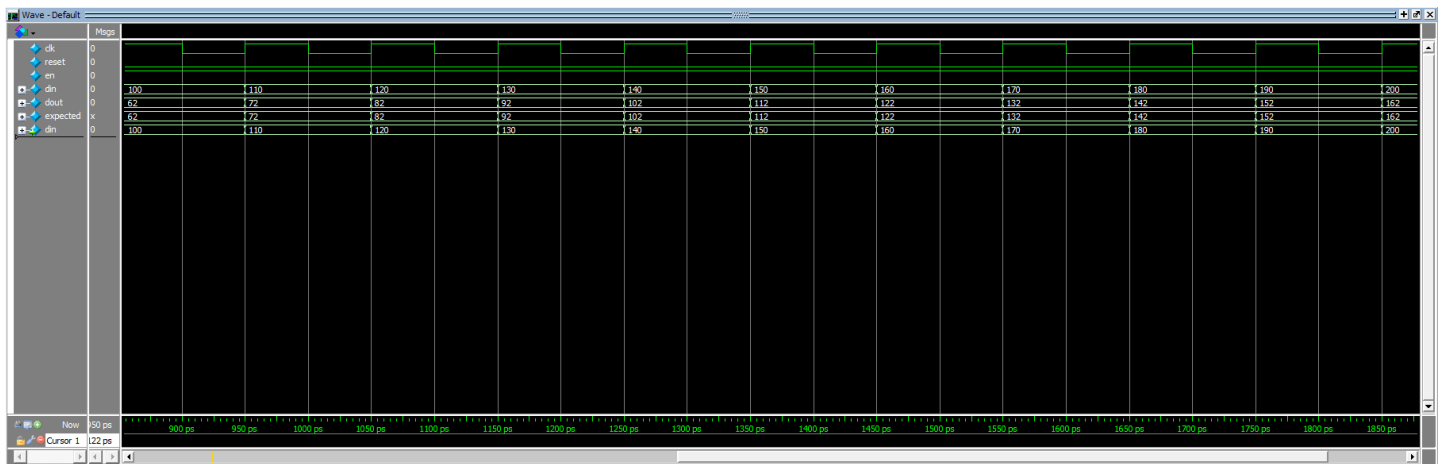 Wave - Default
Msgs
clk 0
reset 0
en 0
din 0 100 110 120 130 140 150 160 170 180 190 200
dout 0 62 72 82 92 102 112 122 132 142 152 162
expected x 62 72 82 92 102 112 122 132 142 152 162
din 0 100 110 120 130 140 150 160 170 180 190 200
Now 950 ps 900 ps 950 ps 1000 ps 1050 ps 1100 ps 1150 ps 1200 ps 1250 ps 1300 ps 1350 ps 1400 ps 1450 ps 1500 ps 1550 ps 1600 ps 1650 ps 1700 ps 1750 ps 1800 ps 1850 ps
Cursor 1 122 ps